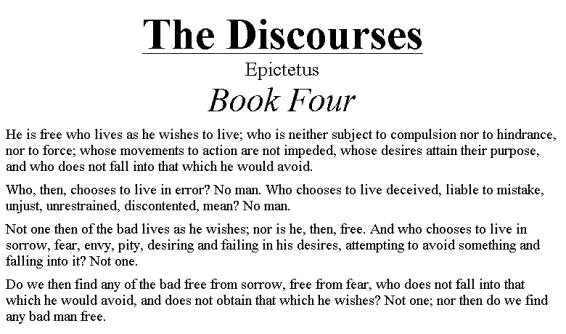 The Discourses
Epictetus
Book Four
He is free who lives as he wishes to live; who is neither subject to compulsion nor to hindrance,
nor to force; whose movements to action are not impeded, whose desires attain their purpose,
and who does not fall into that which he would avoid.
Who, then, chooses to live in error? No man. Who chooses to live deceived, liable to mistake,
unjust, unrestrained, discontented, mean? No man.
Not one then of the bad lives as he wishes; nor is he, then, free. And who chooses to live in
sorrow, fear, envy, pity, desiring and failing in his desires, attempting to avoid something and
falling into it? Not one.
Do we then find any of the bad free from sorrow, free from fear, who does not fall into that
which he would avoid, and does not obtain that which he wishes? Not one; nor then do we find
any bad man free.